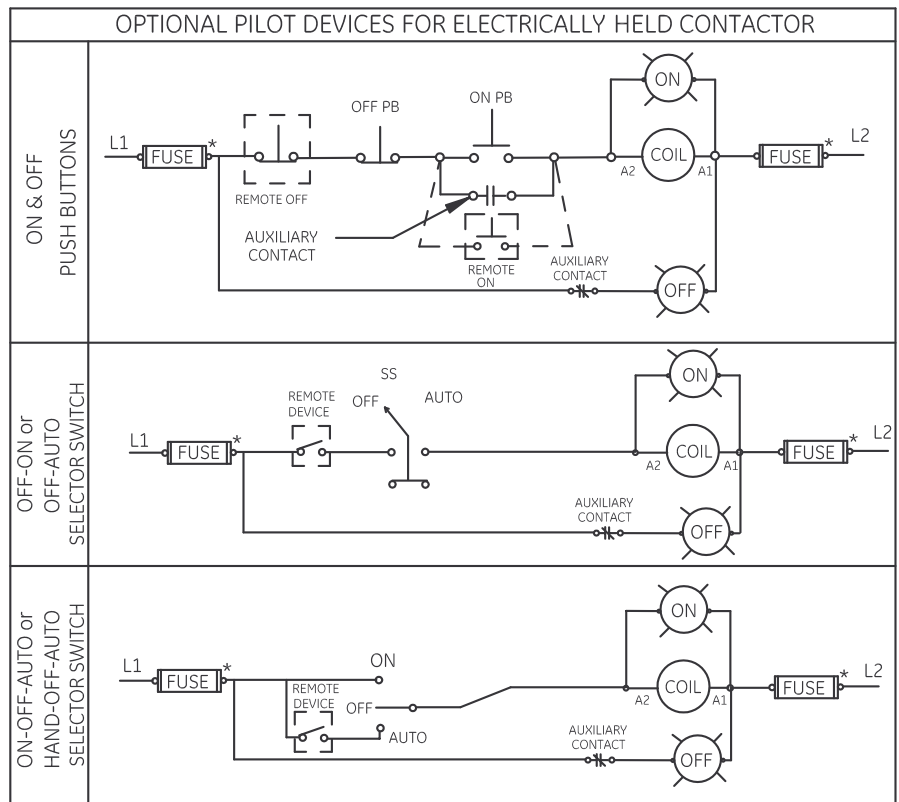 OPTIONAL PILOT DEVICES FOR ELECTRICALLY HELD CONTACTOR
ON & OFF
PUSH BUTTONS
ON
ON PB
OFF PB
L1
FUSE
*
COIL
A2
A1
FUSE
*
L2
REMOTE OFF
AUXILIARY
CONTACT
REMOTE
ON
AUXILIARY
CONTACT
OFF
OFF-ON or
OFF-AUTO
SELECTOR SWITCH
SS
ON
REMOTE
DEVICE
OFF
AUTO
L1
FUSE
*
COIL
A2
A1
FUSE
*
L2
AUXILIARY
CONTACT
OFF
ON-OFF-AUTO or
HAND-OFF-AUTO
SELECTOR SWITCH
ON
L1
FUSE
*
ON
REMOTE
DEVICE
OFF
AUTO
COIL
A2
A1
FUSE
*
L2
AUXILIARY
CONTACT
OFF